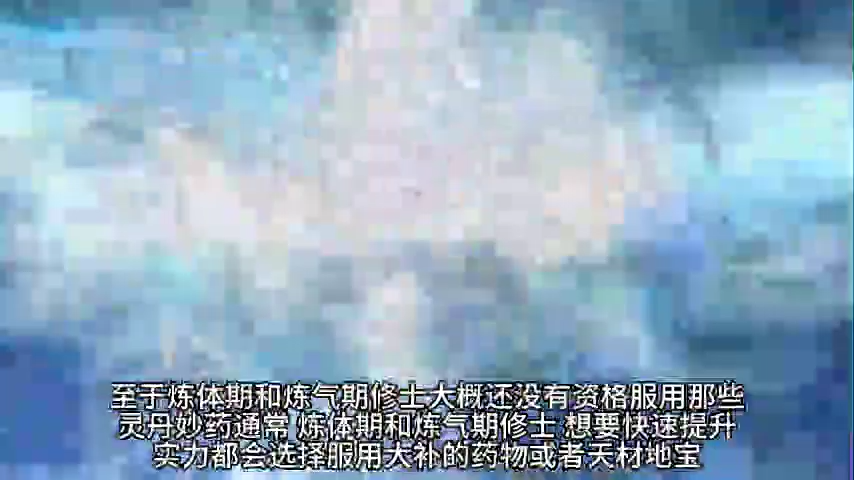 至于炼体期和炼气期修士大概还没有资格服用那些
灵丹妙药通常 炼体期和炼气期修士 想要快速提升
实力都会选择服用大补的药物或者天材地宝